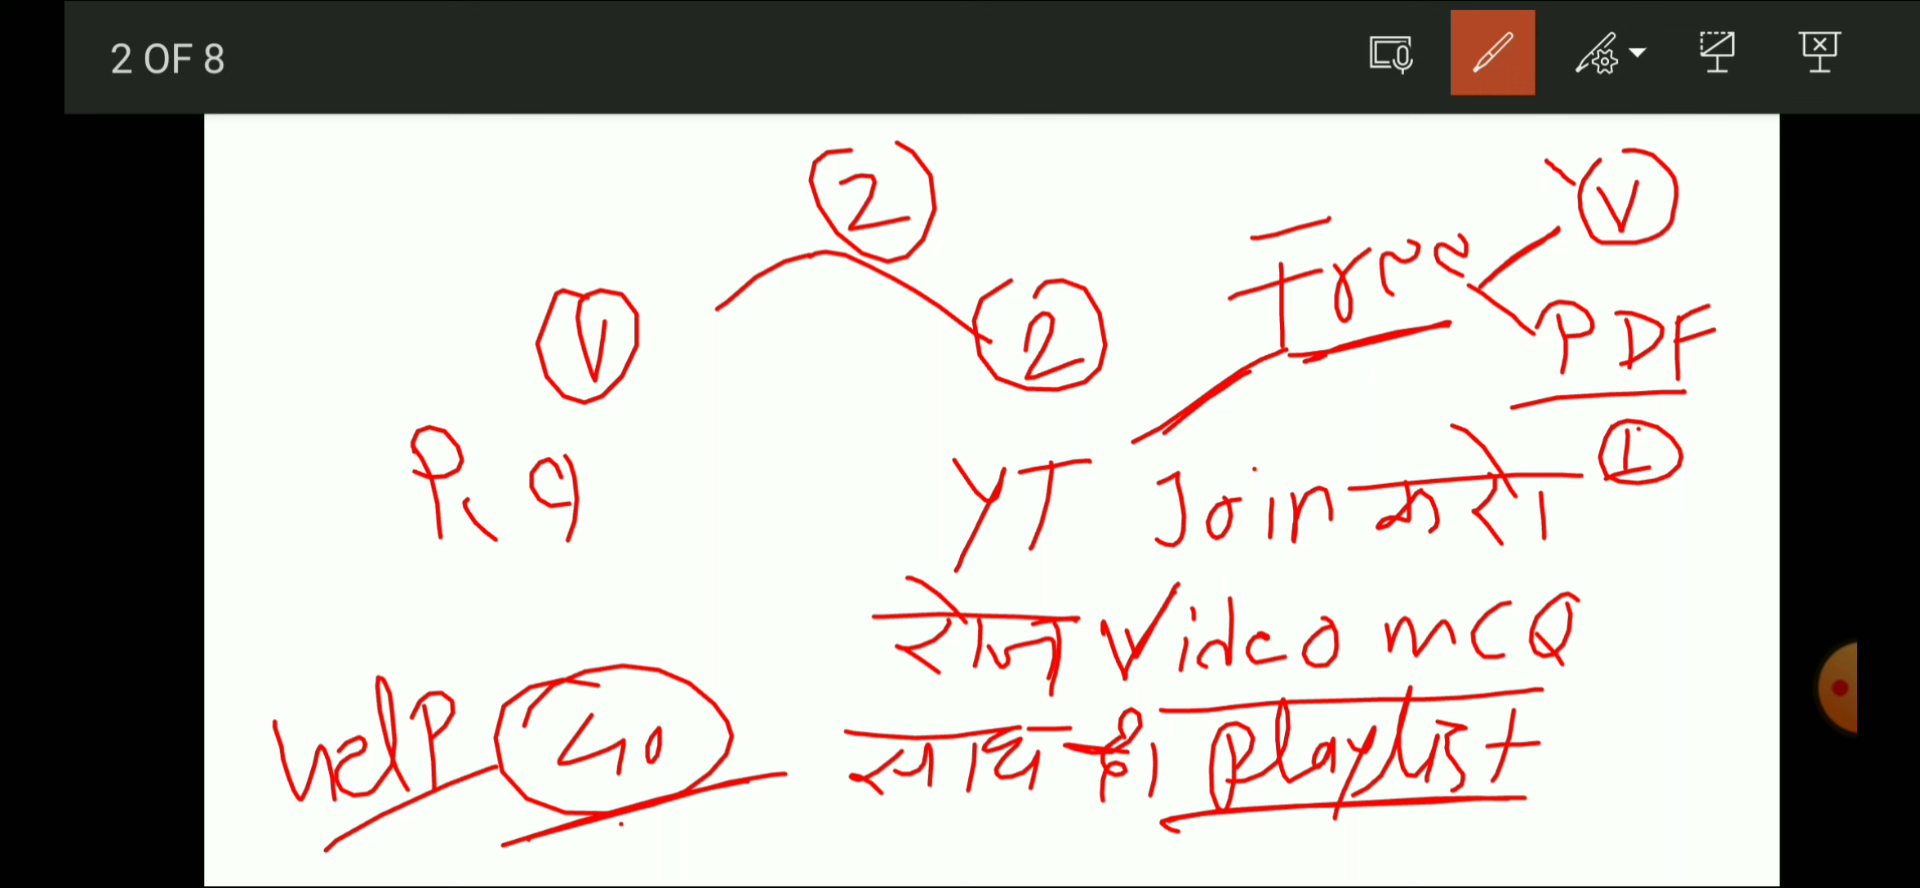 2 OF 8
2
V
V 2 Free
PDF
P, q
YT Join करो 1
रोज Video MCQ
help 40 साथ ही Playlist